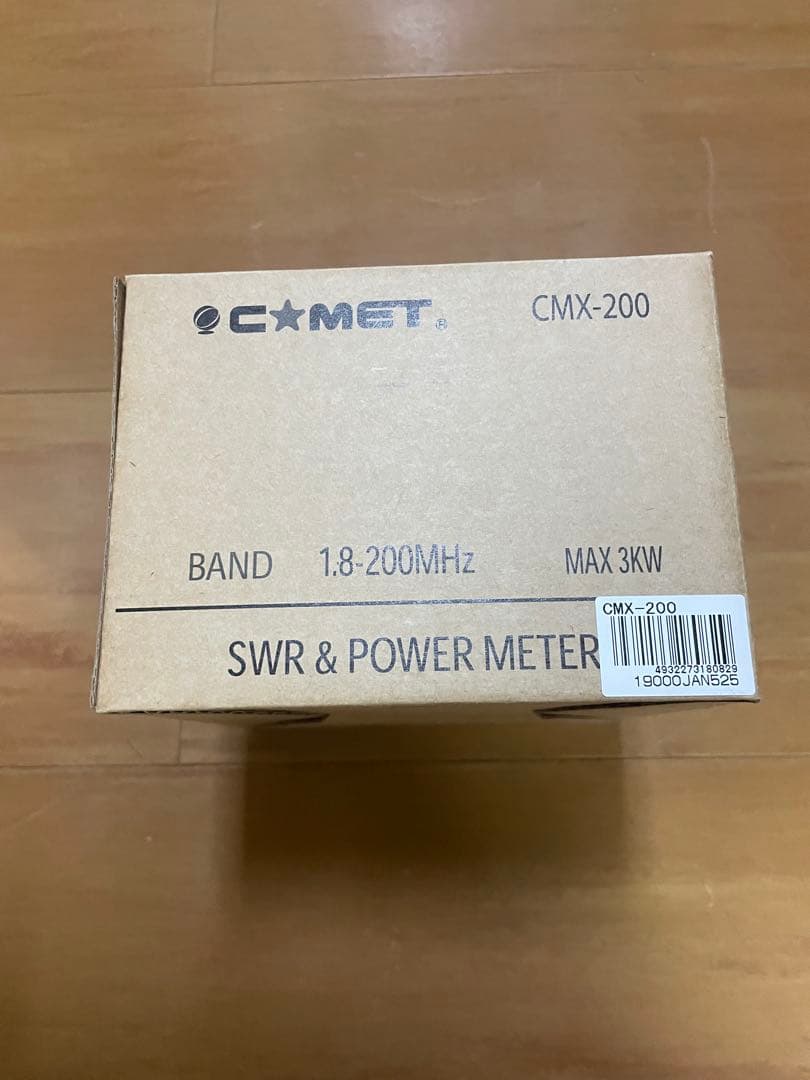 C★MET® CMX-200
BAND 1.8-200MHz MAX 3KW
SWR & POWER METER
CMX-200
4932273180829
19000JAN525